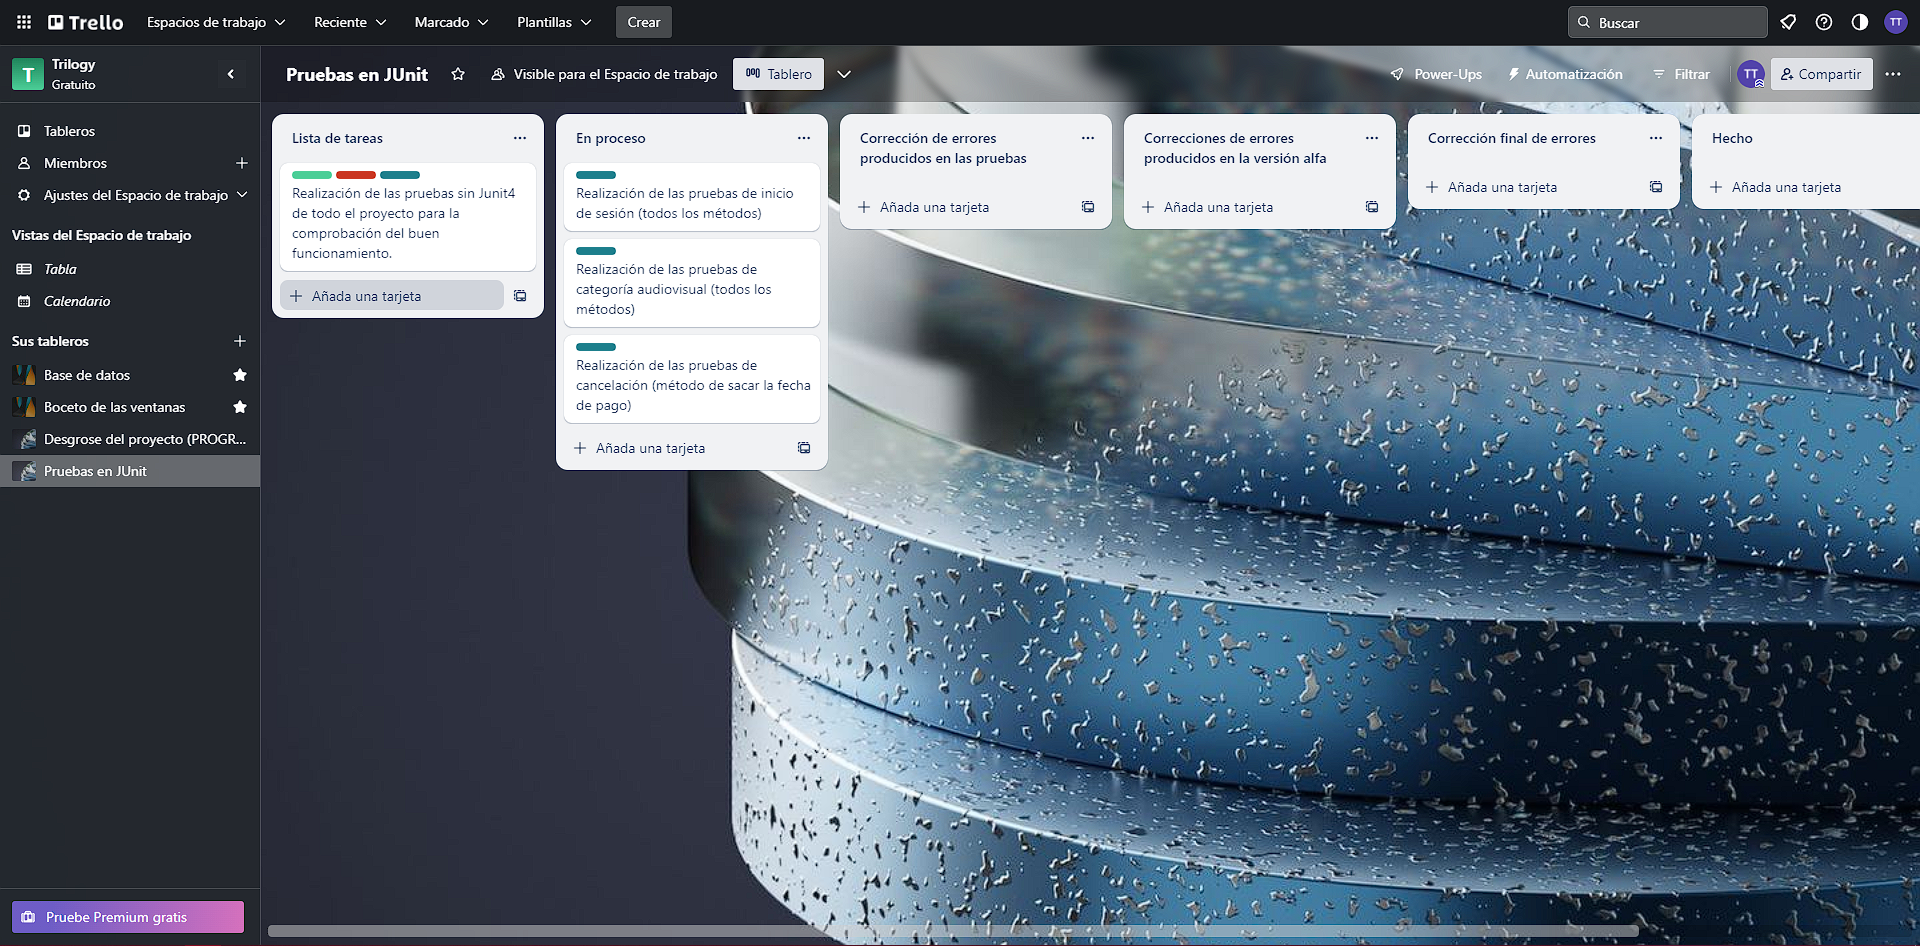 Trello
Espacios de trabajo
Reciente
Marcado
Plantillas
Crear
Buscar
TT
T
Trilogy
Gratuito
Pruebas en JUnit
Visible para el Espacio de trabajo
Tablero
Power-Ups
Automatización
Filtrar
TT
Compartir
Tableros
Miembros
Ajustes del Espacio de trabajo
Vistas del Espacio de trabajo
Tabla
Calendario
Sus tableros
Base de datos
Boceto de las ventanas
Desgrose del proyecto (PROGR...
Pruebas en JUnit
Pruebe Premium gratis
Lista de tareas
Realización de las pruebas sin Junit4
de todo el proyecto para la
comprobación del buen
funcionamiento.
Añada una tarjeta
En proceso
Realización de las pruebas de inicio
de sesión (todos los métodos)
Realización de las pruebas de
categoría audiovisual (todos los
métodos)
Realización de las pruebas de
cancelación (método de sacar la fecha
de pago)
Añada una tarjeta
Corrección de errores
producidos en las pruebas
Añada una tarjeta
Correcciones de errores
producidos en la versión alfa
Añada una tarjeta
Corrección final de errores
Añada una tarjeta
Hecho
Añada una tarjeta